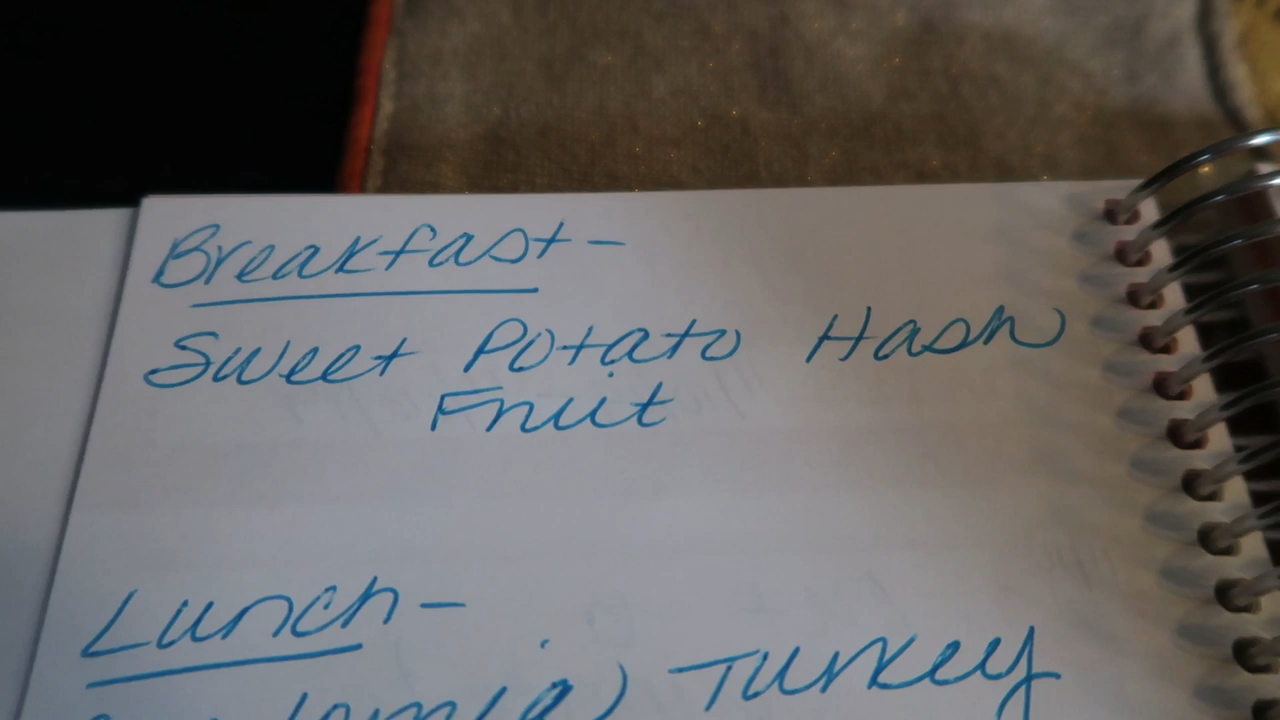 Breakfast-
Sweet Potato Hash
Fruit
Lunch-
Turkey